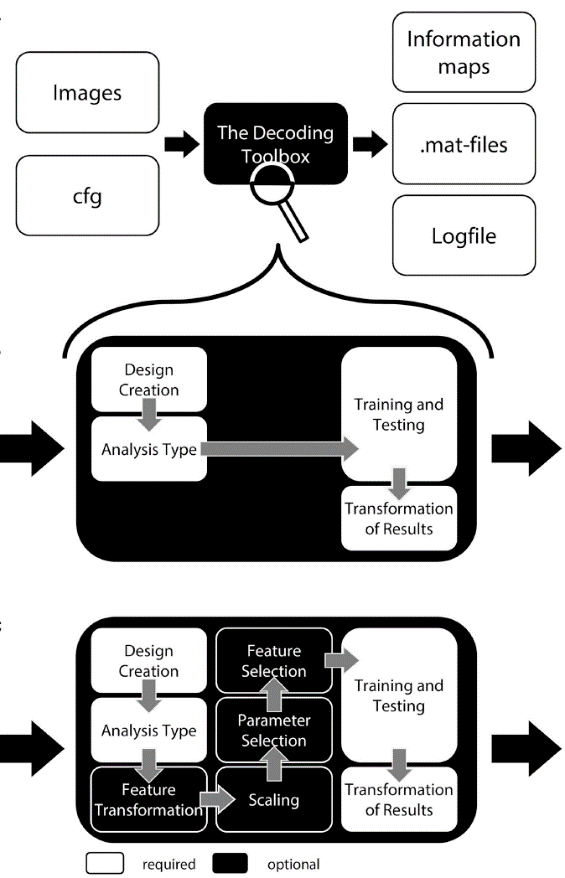 Images
cfg
The Decoding
Toolbox
Information
maps
.mat-files
Logfile
Design
Creation
Analysis Type
Training and
Testing
Transformation
of Results
Design
Creation
Analysis Type
Feature
Transformation
Scaling
Parameter
Selection
Feature
Selection
Training and
Testing
Transformation
of Results
required
optional